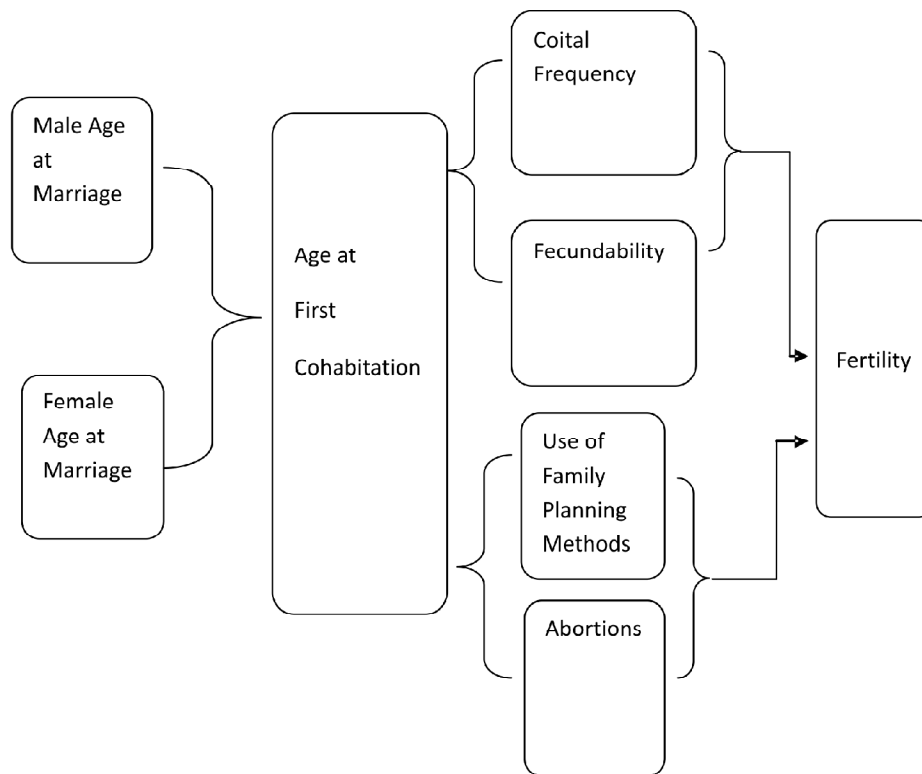 Male Age
at
Marriage
Female
Age at
Marriage
Age at
First
Cohabitation
Coital
Frequency
Fecundability
Use of
Family
Planning
Methods
Abortions
Fertility